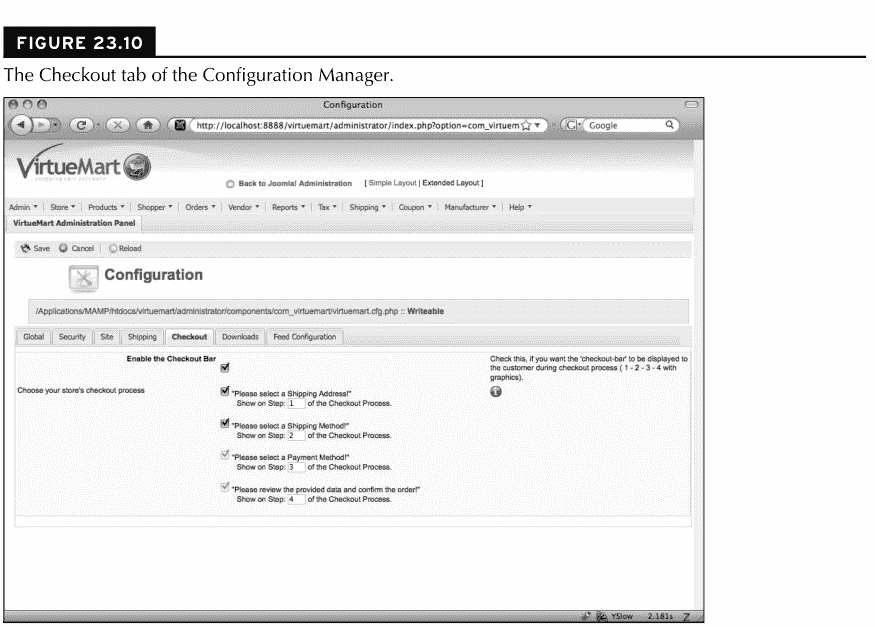 FIGURE 23.10
The Checkout tab of the Configuration Manager.
Configuration
http://localhost:8888/virtuemart/administrator/index.php?option=com_virtuem
Google
VirtueMart
shopping cart software
Back to Joomla! Administration [ Simple Layout | Extended Layout ]
Admin Store Products Shopper Orders Vendor Reports Tax Shipping Coupon Manufacturer Help
VirtueMart Administration Panel
Save Cancel Reload
Configuration
/Applications/MAMP/htdocs/virtuemart/administrator/components/com_virtuemart/virtuemart.cfg.php :: Writeable
Global Security Site Shipping Checkout Downloads Feed Configuration
Enable the Checkout Bar
Check this, if you want the 'checkout-bar' to be displayed to
the customer during checkout process ( 1 - 2 - 3 - 4 with
graphics).
Choose your store's checkout process
"Please select a Shipping Address!"
Show on Step: 1 of the Checkout Process.
"Please select a Shipping Method!"
Show on Step: 2 of the Checkout Process.
"Please select a Payment Method!"
Show on Step: 3 of the Checkout Process.
"Please review the provided data and confirm the order!"
Show on Step: 4 of the Checkout Process.
YSlow 2.181s